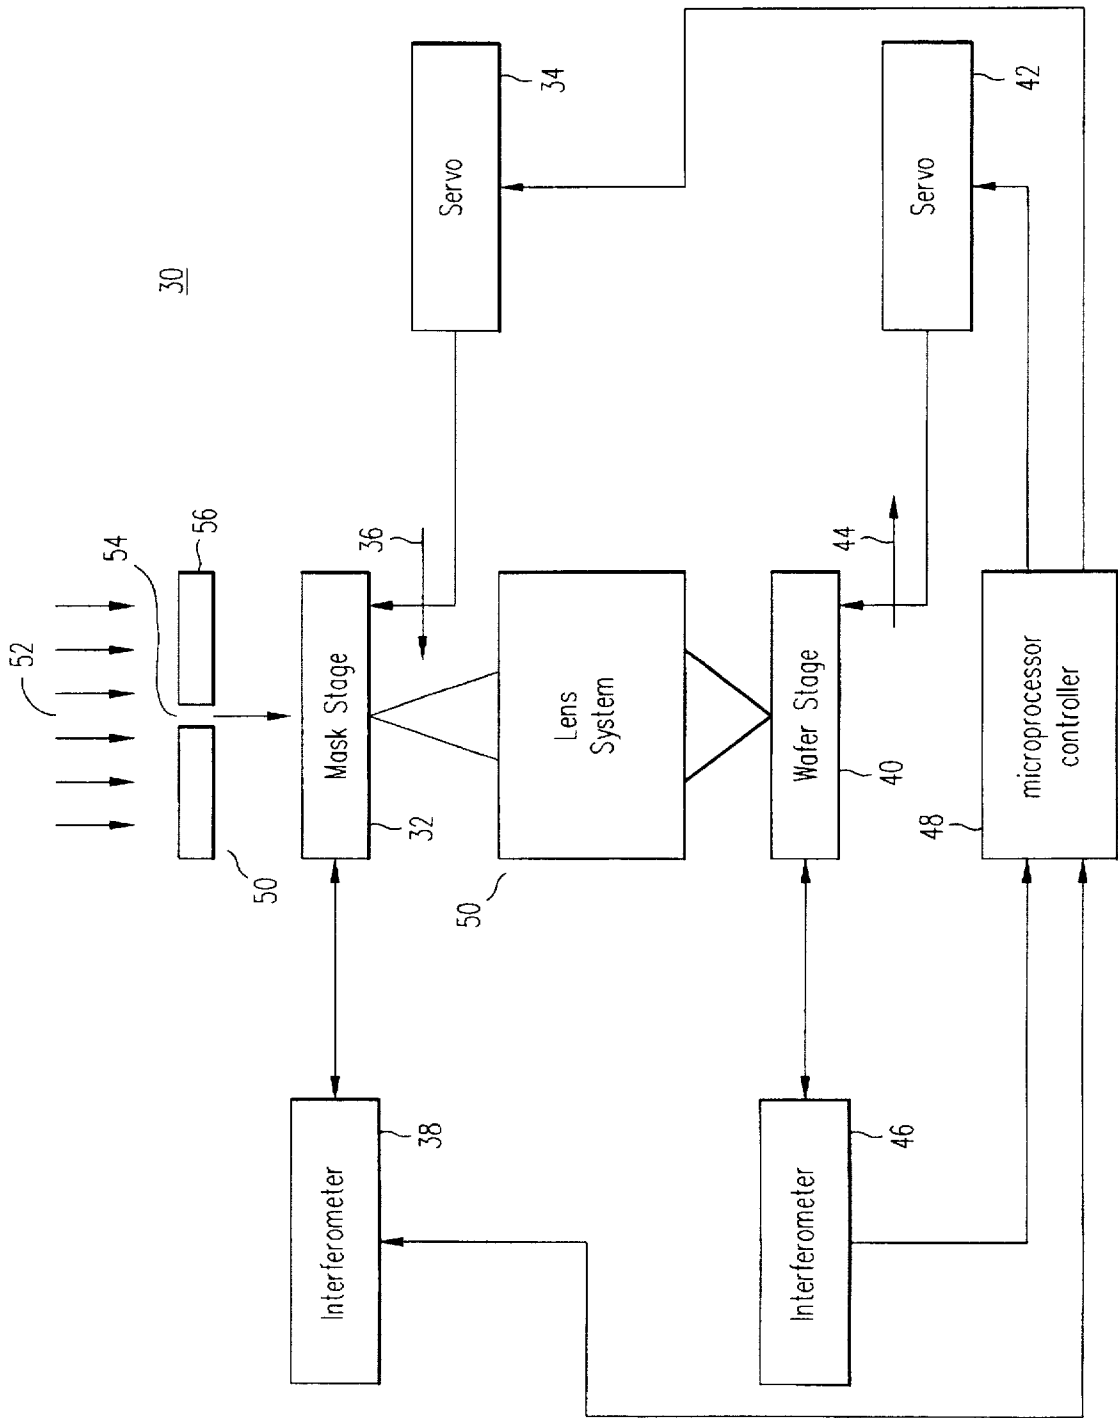 30
52
54
56
50
Mask Stage
32
36
Interferometer
38
Servo
34
Lens
System
50
Wafer Stage
40
44
Interferometer
46
Servo
42
48
microprocessor
controller